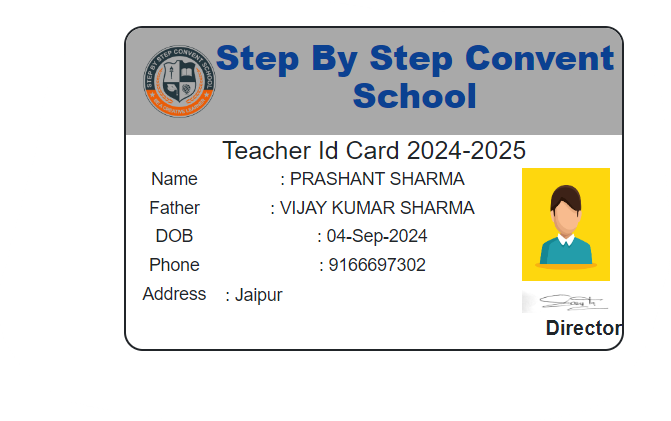 STEP BY STEP CONVENT SCHOOL
Step By Step Convent
School
Teacher Id Card 2024-2025
Name : PRASHANT SHARMA
Father : VIJAY KUMAR SHARMA
DOB : 04-Sep-2024
Phone : 9166697302
Address : Jaipur
Director